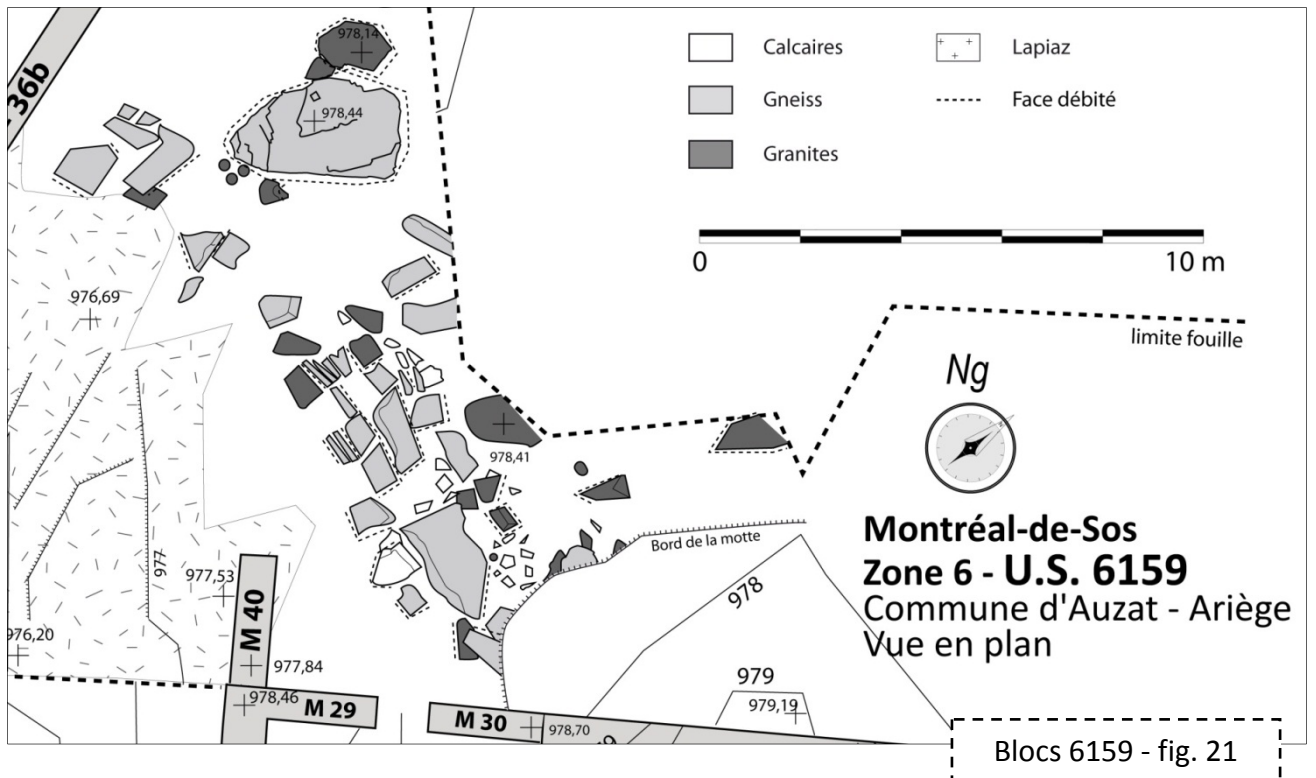 978,14
36b
978,44
Calcaires
Lapiaz
Gneiss
Face débité
Granites
0
10 m
976,69
limite fouille
Ng
978,41
977
977,53
Bord de la motte
978
Montréal-de-Sos
Zone 6 - U.S. 6159
Commune d'Auzat - Ariège
Vue en plan
976,20
M 40
977,84
979
978,46
M 29
M 30
978,70
979,19
Blocs 6159 - fig. 21